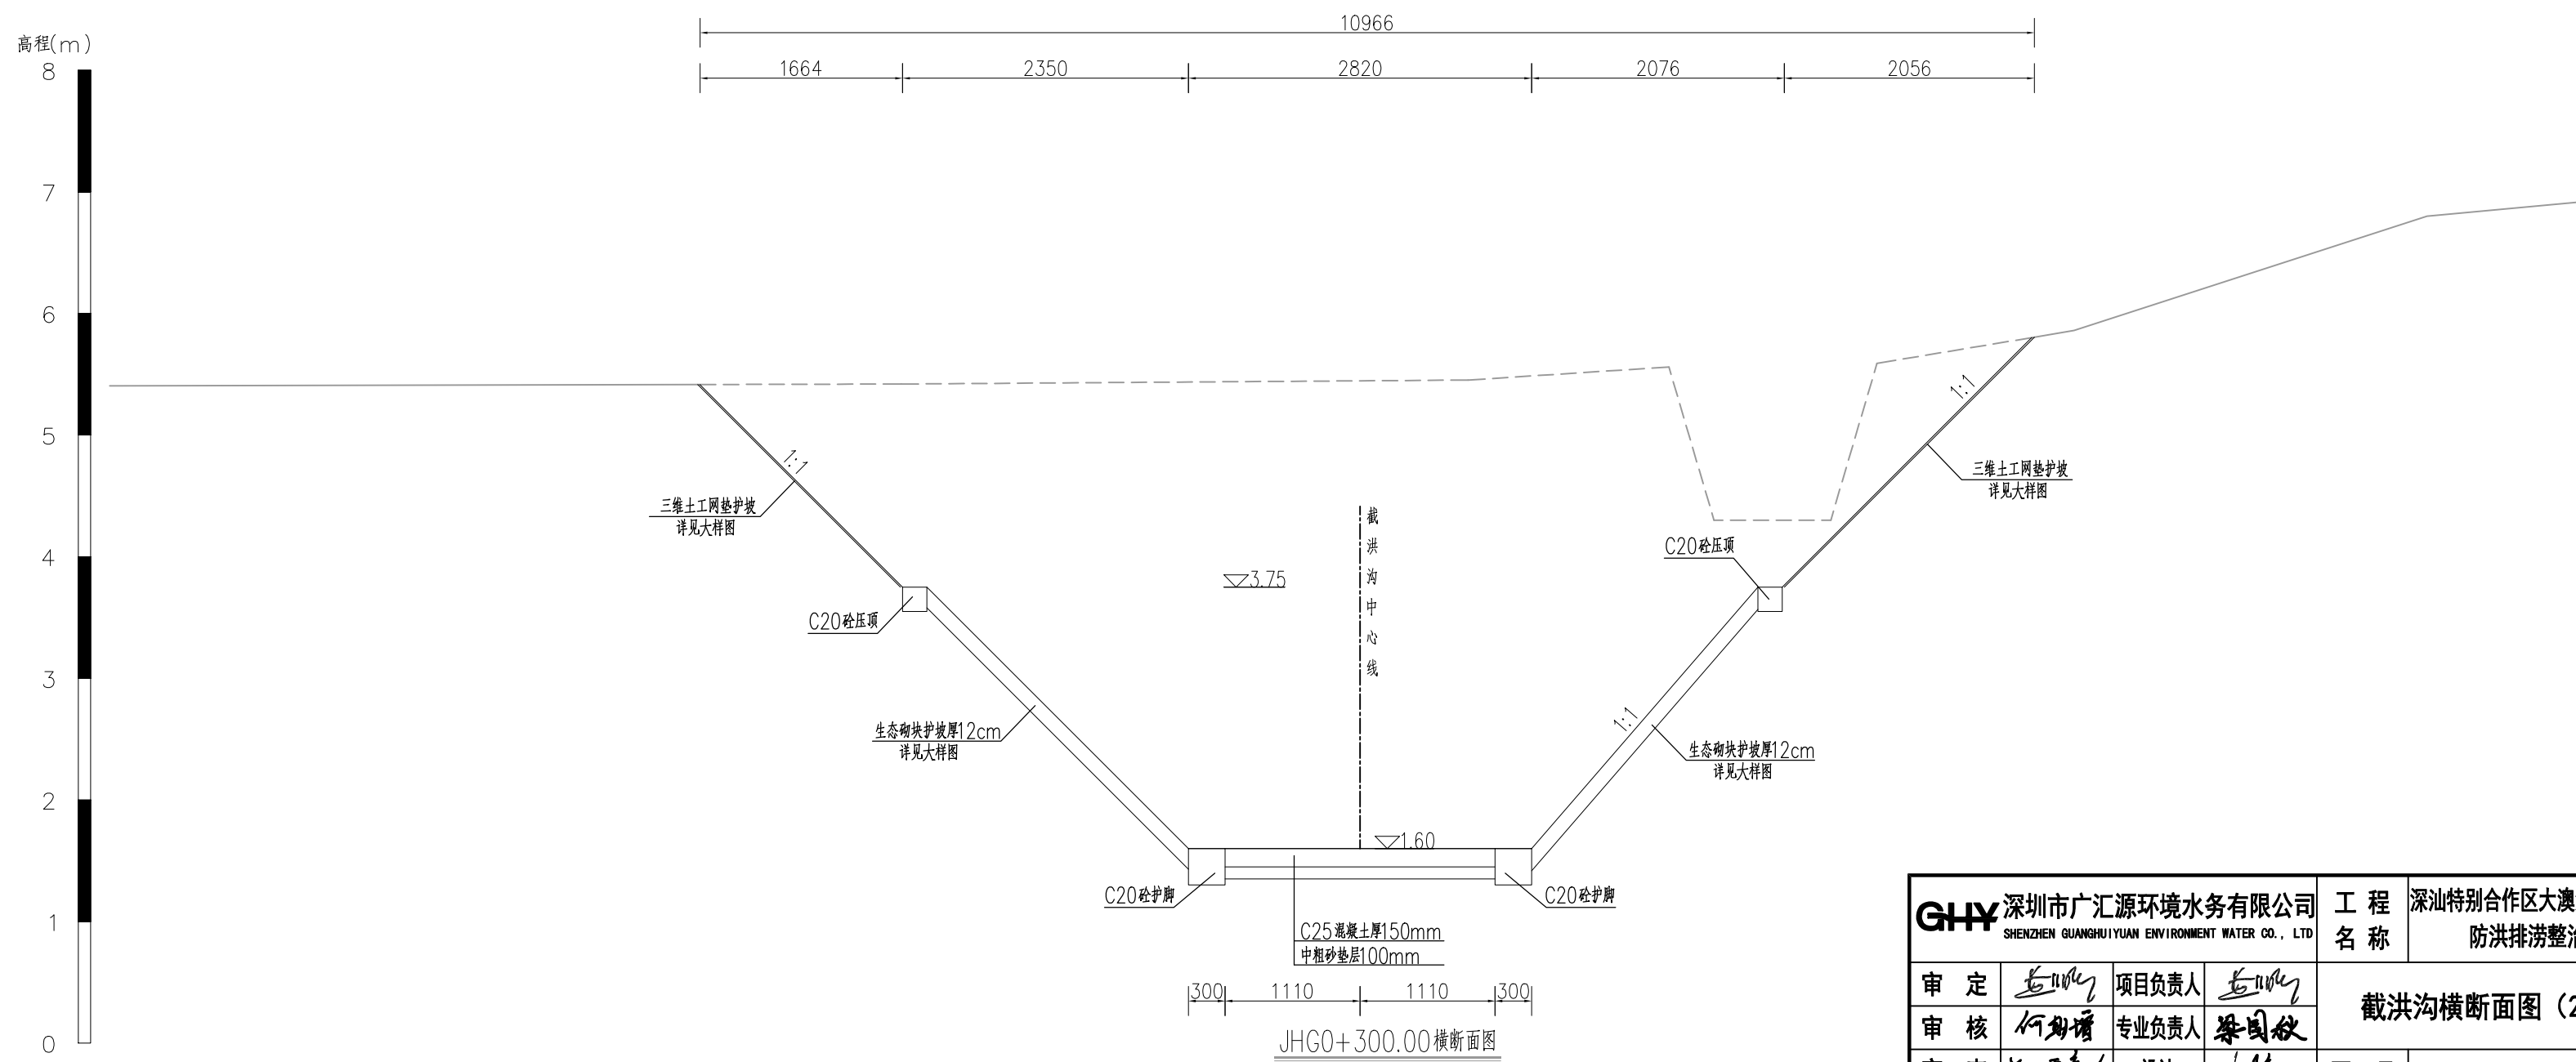 高程(m)
8
7
6
5
4
3
2
1
0
10966
1664
2350
2820
2076
2056
1:1
三维土工网垫护坡
详见大样图
C20砼压顶
生态砌块护坡厚12cm
详见大样图
3.75
截洪沟中心线
1.60
C20砼压顶
1:1
三维土工网垫护坡
详见大样图
1:1
生态砌块护坡厚12cm
详见大样图
C20砼护脚
C20砼护脚
C25混凝土厚150mm
中粗砂垫层100mm
300
1110
1110
300
JHG0+300.00横断面图
GHY 深圳市广汇源环境水务有限公司
SHENZHEN GUANGHUIYUAN ENVIRONMENT WATER CO., LTD
工程
名称
深汕特别合作区大澳
防洪排涝整治
审 定
项目负责人
审 核
专业负责人
截洪沟横断面图（2